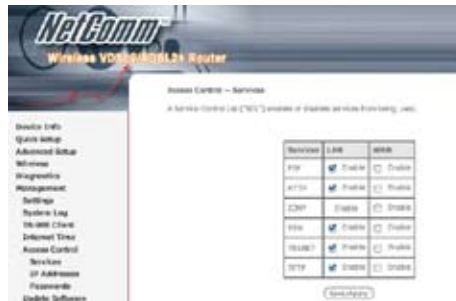 NetComm
Wireless VDSL2/ADSL2+ Router
Access Control -- Services
A Service Control List ("SCL") enables or disables services from being used.
Device Info
Quick Setup
Advanced Setup
Wireless
Diagnostics
Management
Settings
System Log
TR-069 Client
Internet Time
Access Control
Services
IP Addresses
Passwords
Update Software
Services LAN WAN
FTP Enable Enable
HTTP Enable Enable
ICMP Enable Enable
SSH Enable Enable
TELNET Enable Enable
TFTP Enable Enable
Save/Apply